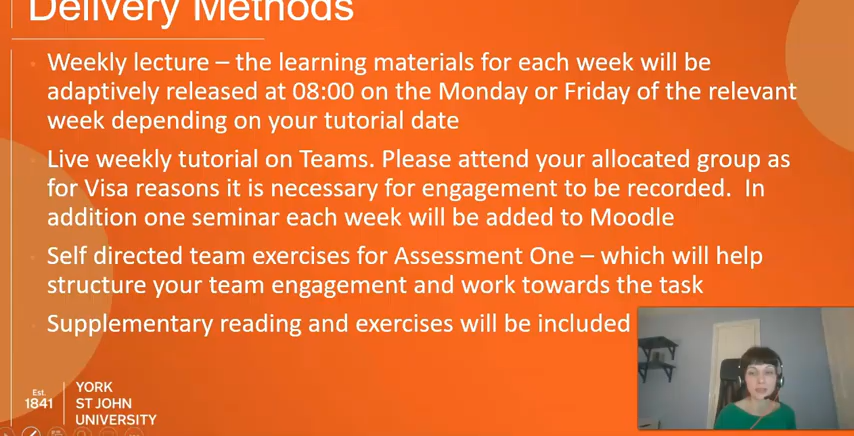 Delivery Methods
Weekly lecture – the learning materials for each week will be
adaptively released at 08:00 on the Monday or Friday of the relevant
week depending on your tutorial date
Live weekly tutorial on Teams. Please attend your allocated group as
for Visa reasons it is necessary for engagement to be recorded. In
addition one seminar each week will be added to Moodle
Self directed team exercises for Assessment One – which will help
structure your team engagement and work towards the task
Supplementary reading and exercises will be included
Est.
1841
YORK
ST JOHN
UNIVERSITY